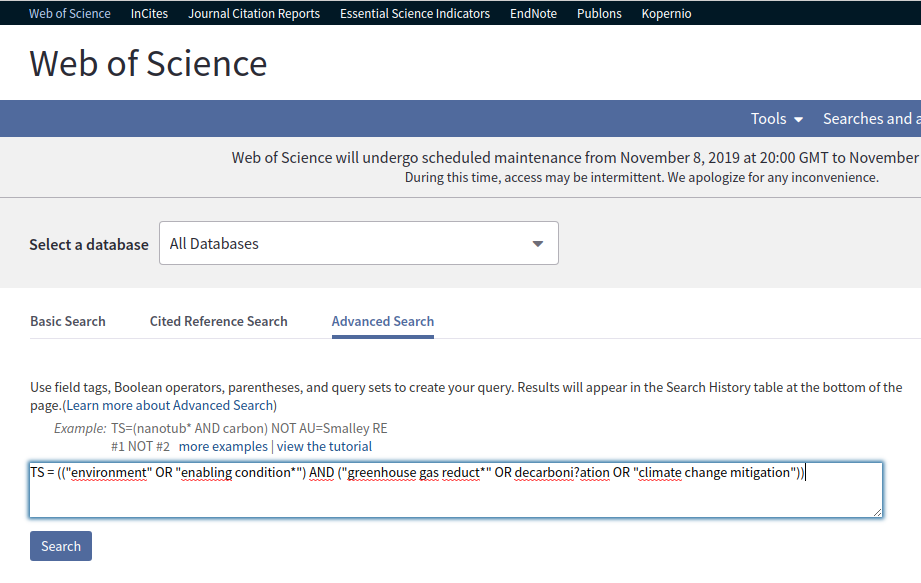 Web of Science InCites Journal Citation Reports Essential Science Indicators EndNote Publons Kopernio
Web of Science
Tools Searches and a
Web of Science will undergo scheduled maintenance from November 8, 2019 at 20:00 GMT to November
During this time, access may be intermittent. We apologize for any inconvenience.
Select a database All Databases
Basic Search Cited Reference Search Advanced Search
Use field tags, Boolean operators, parentheses, and query sets to create your query. Results will appear in the Search History table at the bottom of the
page.(Learn more about Advanced Search)
Example: TS=(nanotub* AND carbon) NOT AU=Smalley RE
#1 NOT #2 more examples | view the tutorial
TS = (("environment" OR "enabling condition*") AND ("greenhouse gas reduct*" OR decarboni?ation OR "climate change mitigation"))
Search